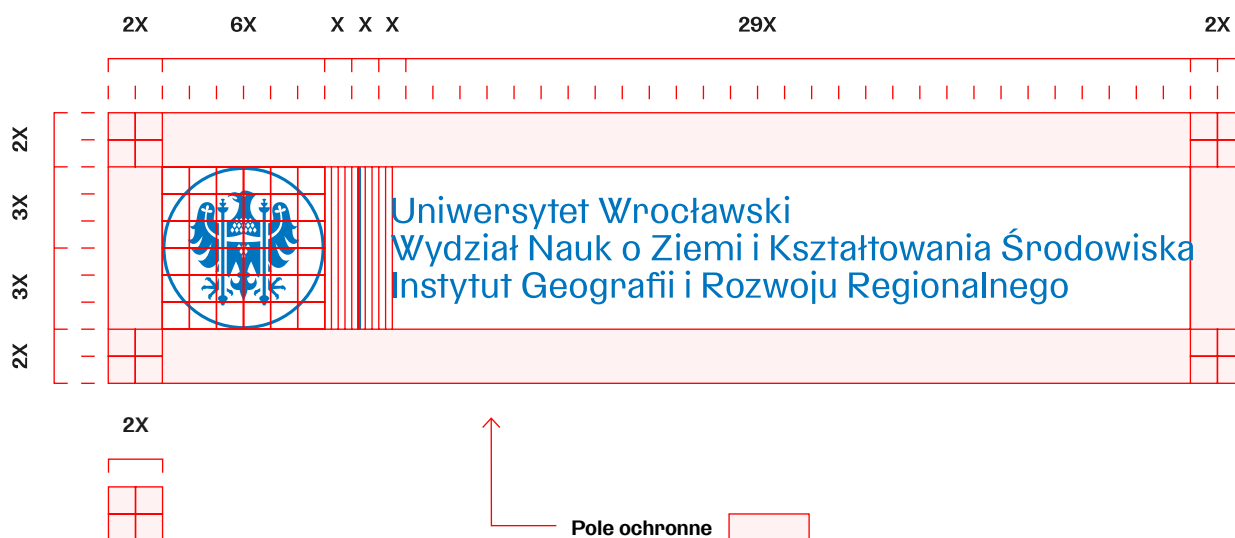 2X 6X X X X 29X 2X
2X
3X
3X
2X
Uniwersytet Wrocławski
Wydział Nauk o Ziemi i Kształtowania Środowiska
Instytut Geografii i Rozwoju Regionalnego
2X
Pole ochronne